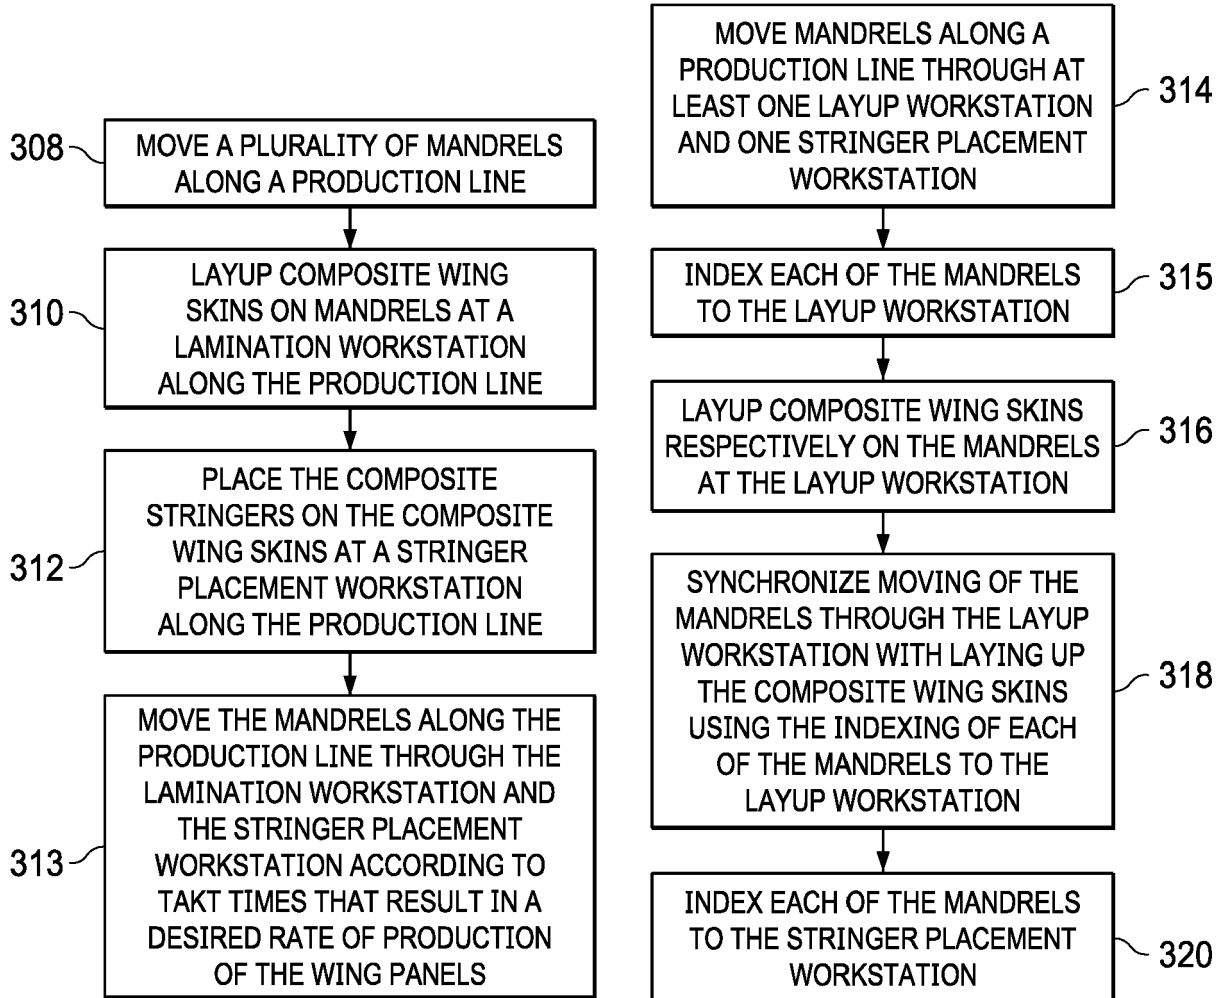 308
MOVE A PLURALITY OF MANDRELS
ALONG A PRODUCTION LINE
310
LAYUP COMPOSITE WING
SKINS ON MANDRELS AT A
LAMINATION WORKSTATION
ALONG THE PRODUCTION LINE
312
PLACE THE COMPOSITE
STRINGERS ON THE COMPOSITE
WING SKINS AT A STRINGER
PLACEMENT WORKSTATION
ALONG THE PRODUCTION LINE
313
MOVE THE MANDRELS ALONG THE
PRODUCTION LINE THROUGH THE
LAMINATION WORKSTATION AND
THE STRINGER PLACEMENT
WORKSTATION ACCORDING TO
TAKT TIMES THAT RESULT IN A
DESIRED RATE OF PRODUCTION
OF THE WING PANELS
MOVE MANDRELS ALONG A
PRODUCTION LINE THROUGH AT
LEAST ONE LAYUP WORKSTATION
AND ONE STRINGER PLACEMENT
WORKSTATION
314
INDEX EACH OF THE MANDRELS
TO THE LAYUP WORKSTATION
315
LAYUP COMPOSITE WING SKINS
RESPECTIVELY ON THE MANDRELS
AT THE LAYUP WORKSTATION
316
SYNCHRONIZE MOVING OF THE
MANDRELS THROUGH THE LAYUP
WORKSTATION WITH LAYING UP
THE COMPOSITE WING SKINS
USING THE INDEXING OF EACH
OF THE MANDRELS TO THE
LAYUP WORKSTATION
318
INDEX EACH OF THE MANDRELS
TO THE STRINGER PLACEMENT
WORKSTATION
320